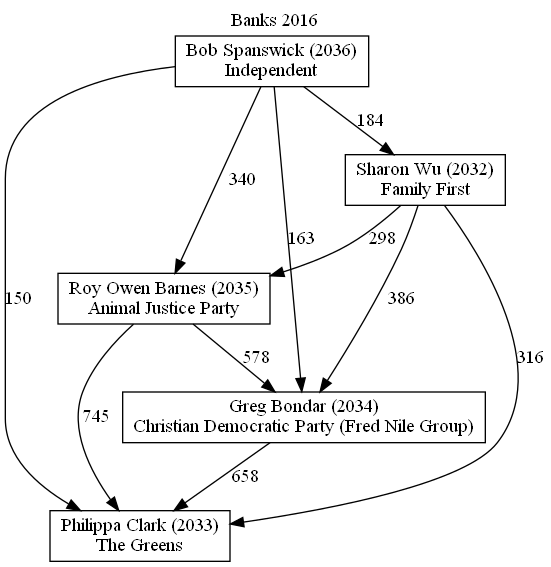 Banks 2016
Bob Spanswick (2036)
Independent
184
Sharon Wu (2032)
Family First
340
163
298
150
Roy Owen Barnes (2035)
Animal Justice Party
386
316
578
745
Greg Bondar (2034)
Christian Democratic Party (Fred Nile Group)
658
Philippa Clark (2033)
The Greens